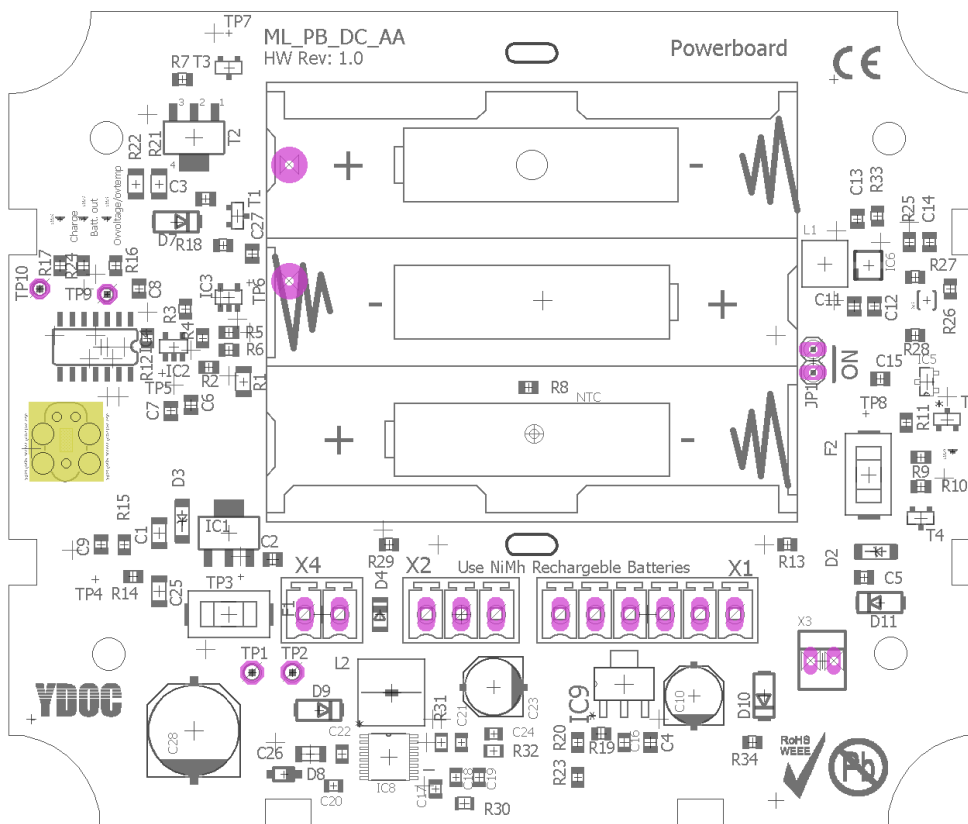 TP7
ML_PB_DC_AA
HW Rev: 1.0
Powerboard
CE
R7 T3
3 2 1
T2
4
R22
R21
C3
T1
C27
Charge
Batt. out
Ovvoltage/ovtemp
D7
R18
+ -
C13
R33
R25
C14
L1
IC6
R27
R17
R24
R16
TP10
TP9
C8
IC3
TP6
- +
C11
C12
R26
R3
R4
R5
R6
R28
R12
IC2
TP5
R2
R1
JP1
ON
C15
IC5
TP8
C7
C6
R8
NTC
R11
F2
+ -
R9
R10
D3
R15
IC1
C1
C9
C2
T4
R29
R13
D2
TP4
R14
C25
TP3
C5
D11
X4
X2
Use NiMh Rechargeble Batteries
X1
F1
D4
X3
TP1
TP2
L2
YDOC
D9
C28
C26
D8
C22
C20
IC8
R31
C21
C23
C24
R32
C17
C18
C19
R30
IC9
R20
R19
C16
C4
R23
C10
D10
R34
RoHS
WEEE
Pb